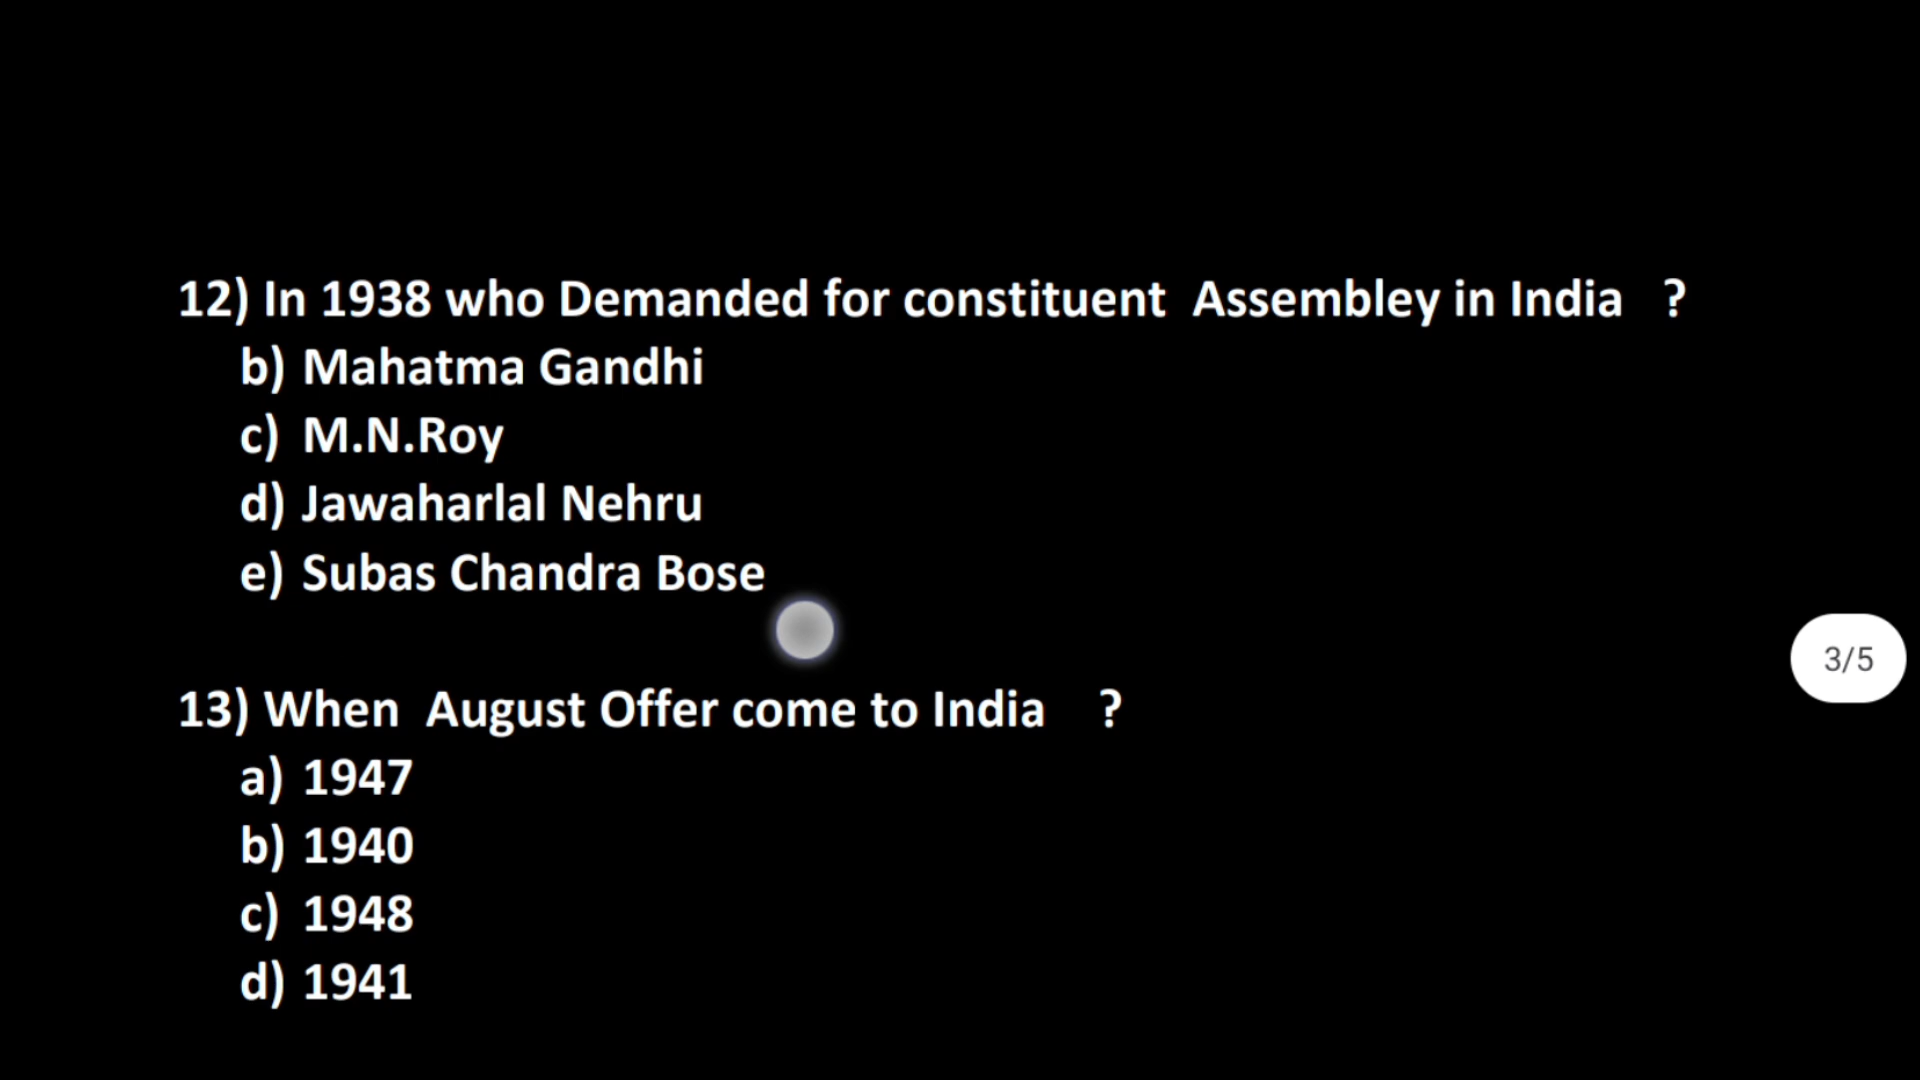 12) In 1938 who Demanded for constituent Assembley in India ?
b) Mahatma Gandhi
c) M.N.Roy
d) Jawaharlal Nehru
e) Subas Chandra Bose
3/5
13) When August Offer come to India ?
a) 1947
b) 1940
c) 1948
d) 1941